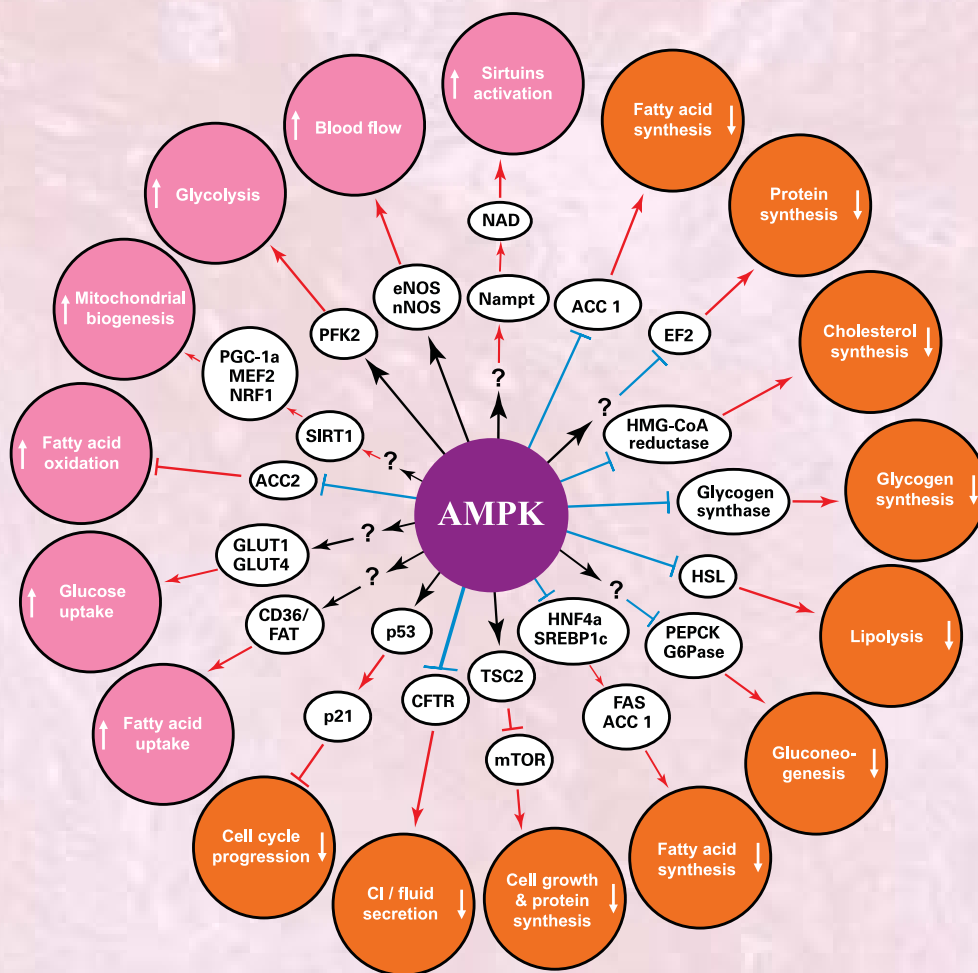 Sirtuins
activation
Fatty acid
synthesis
Blood flow
Protein
synthesis
Glycolysis
NAD
eNOS
nNOS
Nampt
ACC 1
Mitochondrial
biogenesis
PFK2
EF2
Cholesterol
synthesis
PGC-1a
MEF2
NRF1
?
?
HMG-CoA
reductase
SIRT1
?
Fatty acid
oxidation
ACC2
AMPK
Glycogen
synthase
Glycogen
synthesis
GLUT1
GLUT4
?
HSL
Glucose
uptake
?
?
CD36/
FAT
p53
HNF4a
SREBP1c
PEPCK
G6Pase
Lipolysis
TSC2
CFTR
FAS
ACC 1
p21
Fatty acid
uptake
mTOR
Gluconeo-
genesis
Cell cycle
progression
Fatty acid
synthesis
CI / fluid
secretion
Cell growth
& protein
synthesis